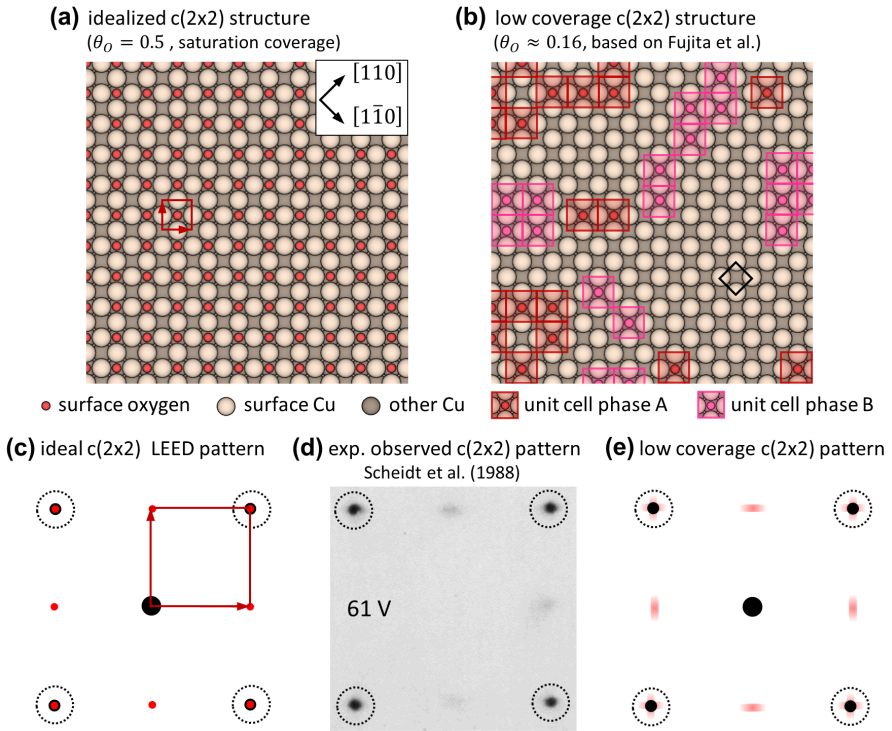 (a) idealized c(2x2) structure
(θ_O = 0.5 , saturation coverage)
[110]
[11̅0]
(b) low coverage c(2x2) structure
(θ_O ≈ 0.16, based on Fujita et al.)
surface oxygen
surface Cu
other Cu
unit cell phase A
unit cell phase B
(c) ideal c(2x2) LEED pattern
(d) exp. observed c(2x2) pattern
Scheidt et al. (1988)
61 V
(e) low coverage c(2x2) pattern